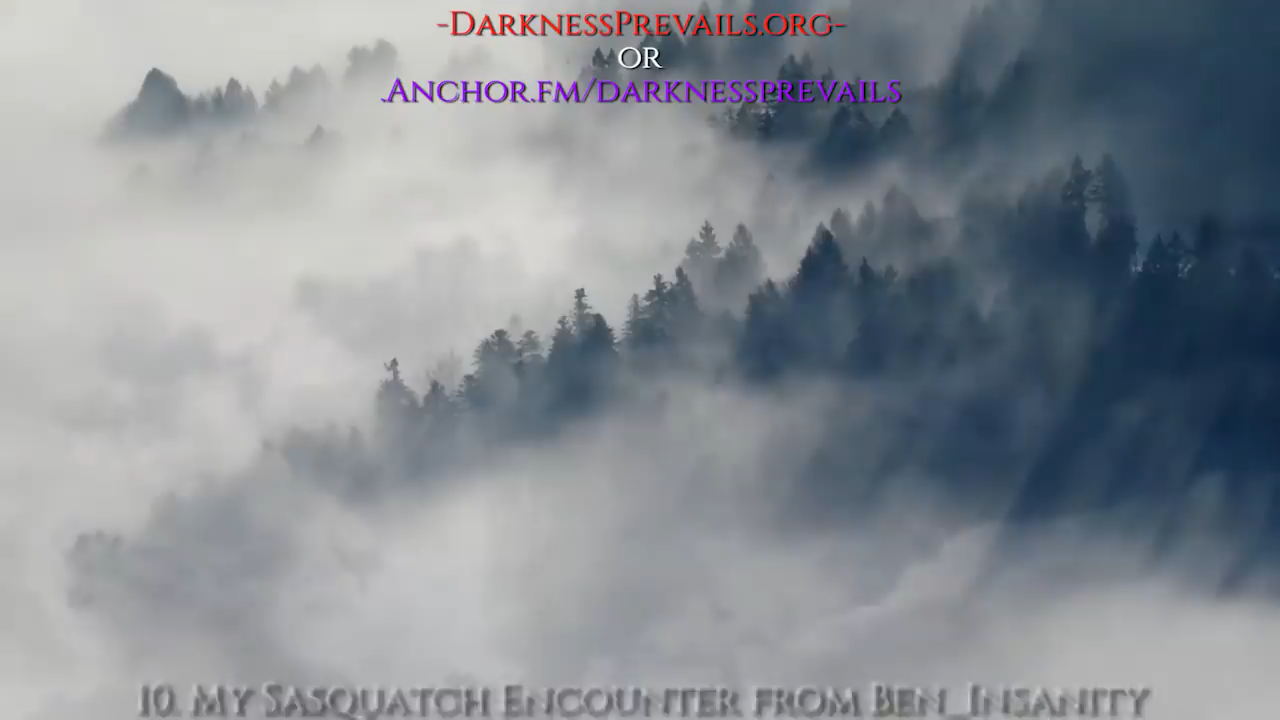 -DarknessPrevails.org-
or
.Anchor.fm/darknessprevails
10. My Sasquatch Encounter from Ben_Insanity